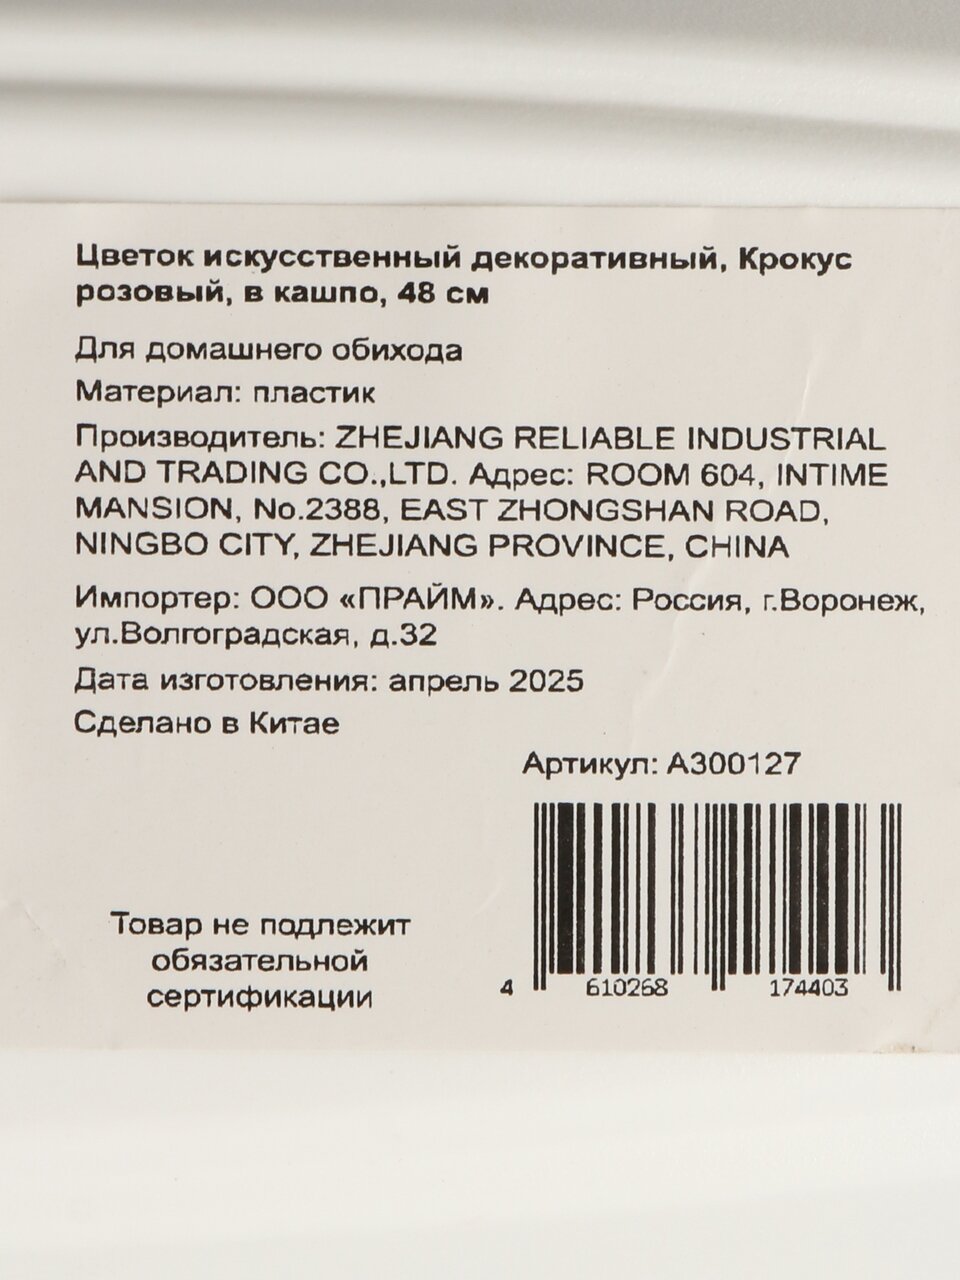 Цветок искусственный декоративный, Крокус
розовый, в кашпо, 48 см
Для домашнего обихода
Материал: пластик
Производитель: ZHEJIANG RELIABLE INDUSTRIAL
AND TRADING CO.,LTD. Адрес: ROOM 604, INTIME
MANSION, No.2388, EAST ZHONGSHAN ROAD,
NINGBO CITY, ZHEJIANG PROVINCE, CHINA
Импортер: ООО «ПРАЙМ». Адрес: Россия, г.Воронеж,
ул.Волгоградская, д.32
Дата изготовления: апрель 2025
Сделано в Китае
Артикул: A300127
Товар не подлежит
обязательной
сертификации
4 610268 174403